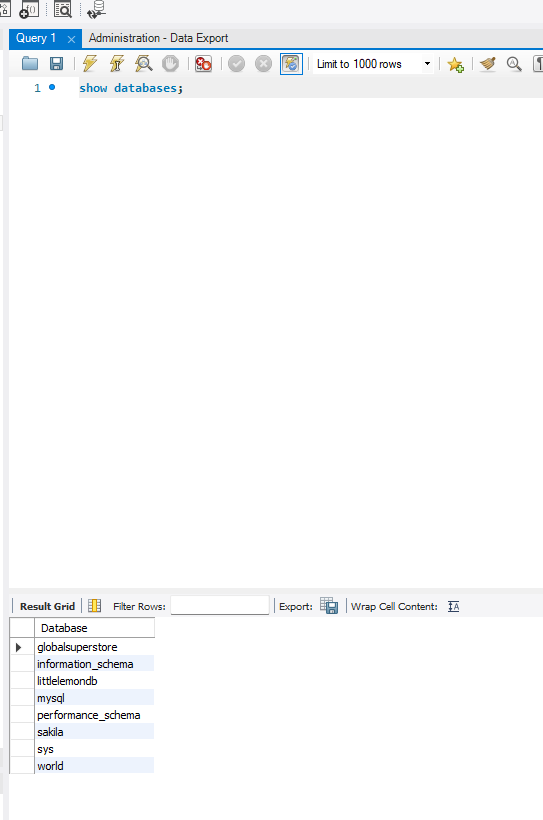 Query 1 Administration - Data Export
Limit to 1000 rows
1 show databases;
Result Grid Filter Rows: Export: Wrap Cell Content:
Database
globalsuperstore
information_schema
littlelemondb
mysql
performance_schema
sakila
sys
world